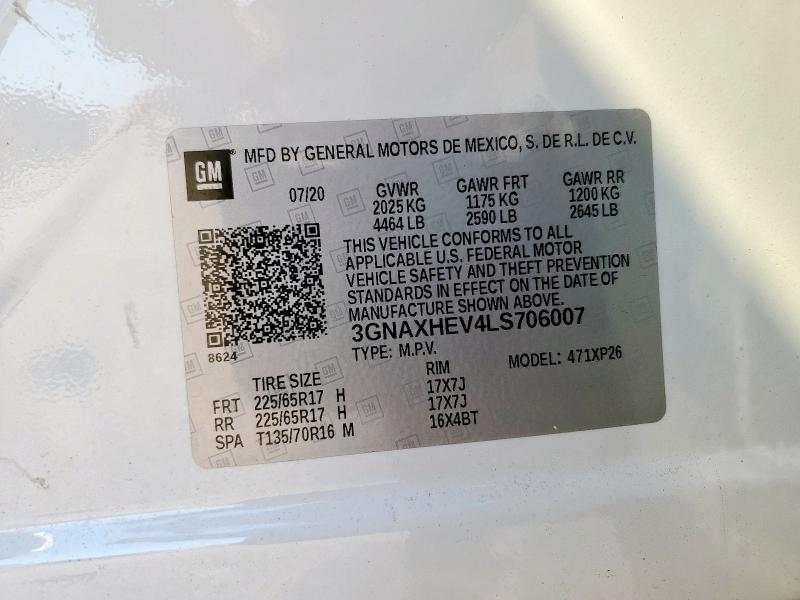 GM MFD BY GENERAL MOTORS DE MEXICO, S. DE R.L. DE C.V.
07/20 GVWR GAWR FRT GAWR RR
2025 KG 1175 KG 1200 KG
4464 LB 2590 LB 2645 LB
THIS VEHICLE CONFORMS TO ALL
APPLICABLE U.S. FEDERAL MOTOR
VEHICLE SAFETY AND THEFT PREVENTION
STANDARDS IN EFFECT ON THE DATE OF
MANUFACTURE SHOWN ABOVE.
3GNAXHEV4LS706007
8624
TYPE: M.P.V. MODEL: 471XP26
TIRE SIZE RIM
FRT 225/65R17 H 17X7J
RR 225/65R17 H 17X7J
SPA T135/70R16 M 16X4BT